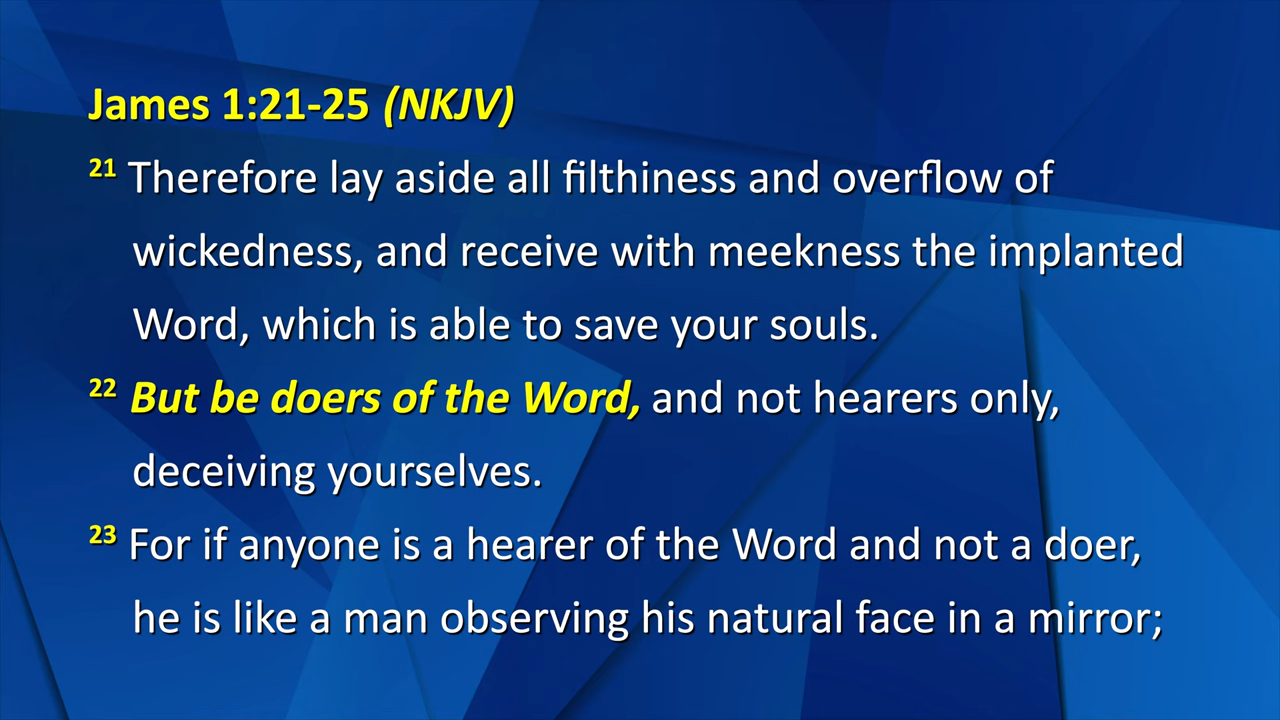 James 1:21-25 (NKJV)
21 Therefore lay aside all filthiness and overflow of
wickedness, and receive with meekness the implanted
Word, which is able to save your souls.
22 But be doers of the Word, and not hearers only,
deceiving yourselves.
23 For if anyone is a hearer of the Word and not a doer,
he is like a man observing his natural face in a mirror;